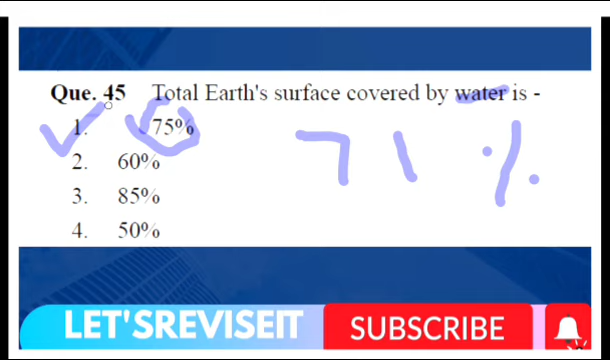 Que. 45 Total Earth's surface covered by water is -
1. 75%
71 %
2. 60%
3. 85%
4. 50%
LET'SREVISEIT SUBSCRIBE